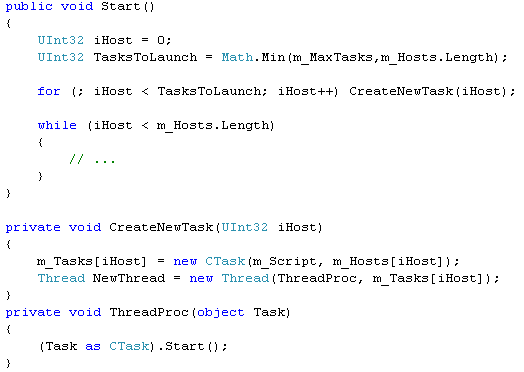 public void Start()
{
    UInt32 iHost = 0;
    UInt32 TasksToLaunch = Math.Min(m_MaxTasks,m_Hosts.Length);
    for (; iHost < TasksToLaunch; iHost++) CreateNewTask(iHost);
    while (iHost < m_Hosts.Length)
    {
        // ...
    }
}
private void CreateNewTask(UInt32 iHost)
{
    m_Tasks[iHost] = new CTask(m_Script, m_Hosts[iHost]);
    Thread NewThread = new Thread(ThreadProc, m_Tasks[iHost]);
}
private void ThreadProc(object Task)
{
    (Task as CTask).Start();
}